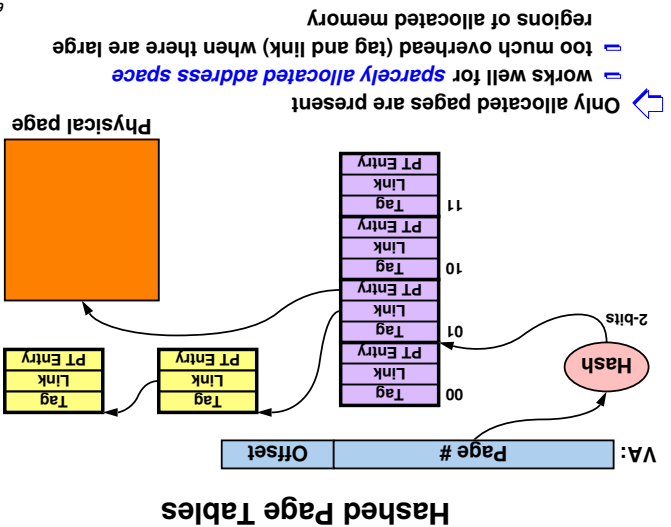 Hashed Page Tables
VA:
Page #
Offset
Hash
2-bits
00
Tag
Link
PT Entry
01
Tag
Link
PT Entry
10
Tag
Link
PT Entry
11
Tag
Link
PT Entry
Tag
Link
PT Entry
Tag
Link
PT Entry
Physical page
Only allocated pages are present
works well for sparcely allocated address space
too much overhead (tag and link) when there are large
regions of allocated memory